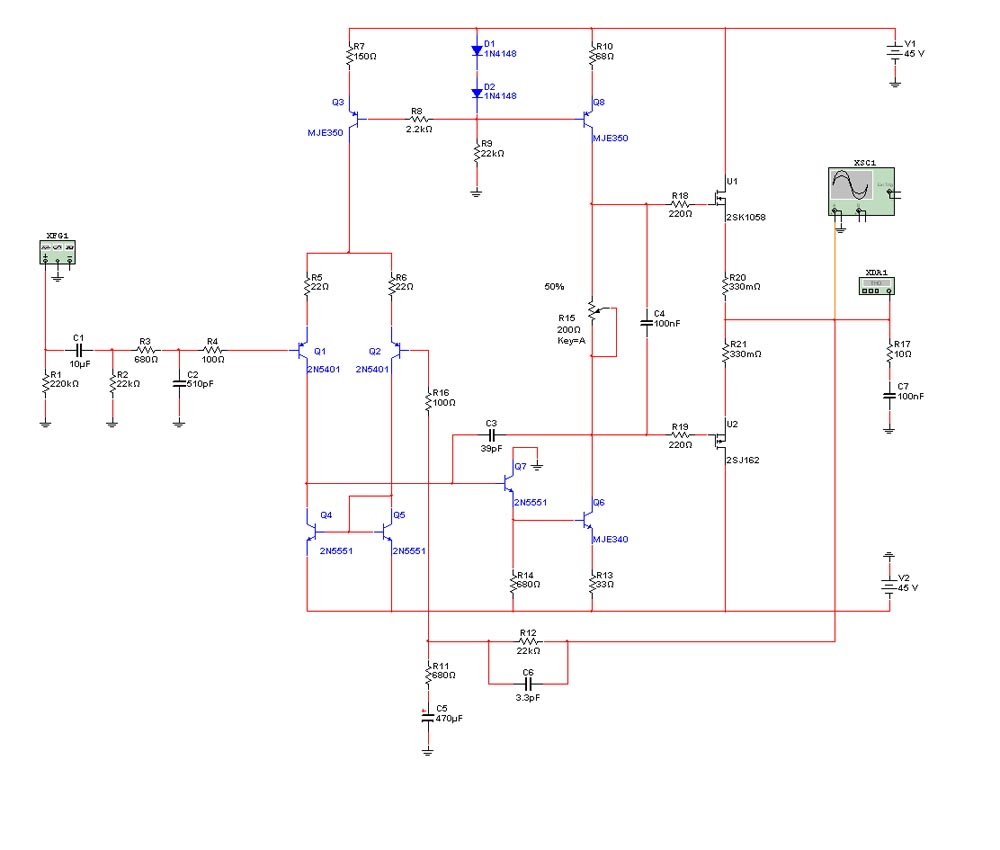 R7
150Ω
D1
1N4148
R10
68Ω
V1
45 V
D2
1N4148
Q3
MJE350
R8
2.2kΩ
Q8
MJE350
R9
22kΩ
XSC1
Ext Trig
A
B
U1
R18
220Ω
2SK1058
XFG1
R5
22Ω
R6
22Ω
50%
R20
330mΩ
XDA1
THD
R15
200Ω
Key=A
C4
100nF
C1
10µF
R3
680Ω
R4
100Ω
Q1
2N5401
Q2
2N5401
R21
330mΩ
R17
10Ω
R1
220kΩ
R2
22kΩ
C2
510pF
R16
100Ω
C7
100nF
C3
39pF
R19
220Ω
U2
2SJ162
Q7
2N5551
Q4
2N5551
Q5
2N5551
Q6
MJE340
R14
680Ω
R13
33Ω
V2
45 V
R12
22kΩ
R11
680Ω
C6
3.3pF
C5
470µF